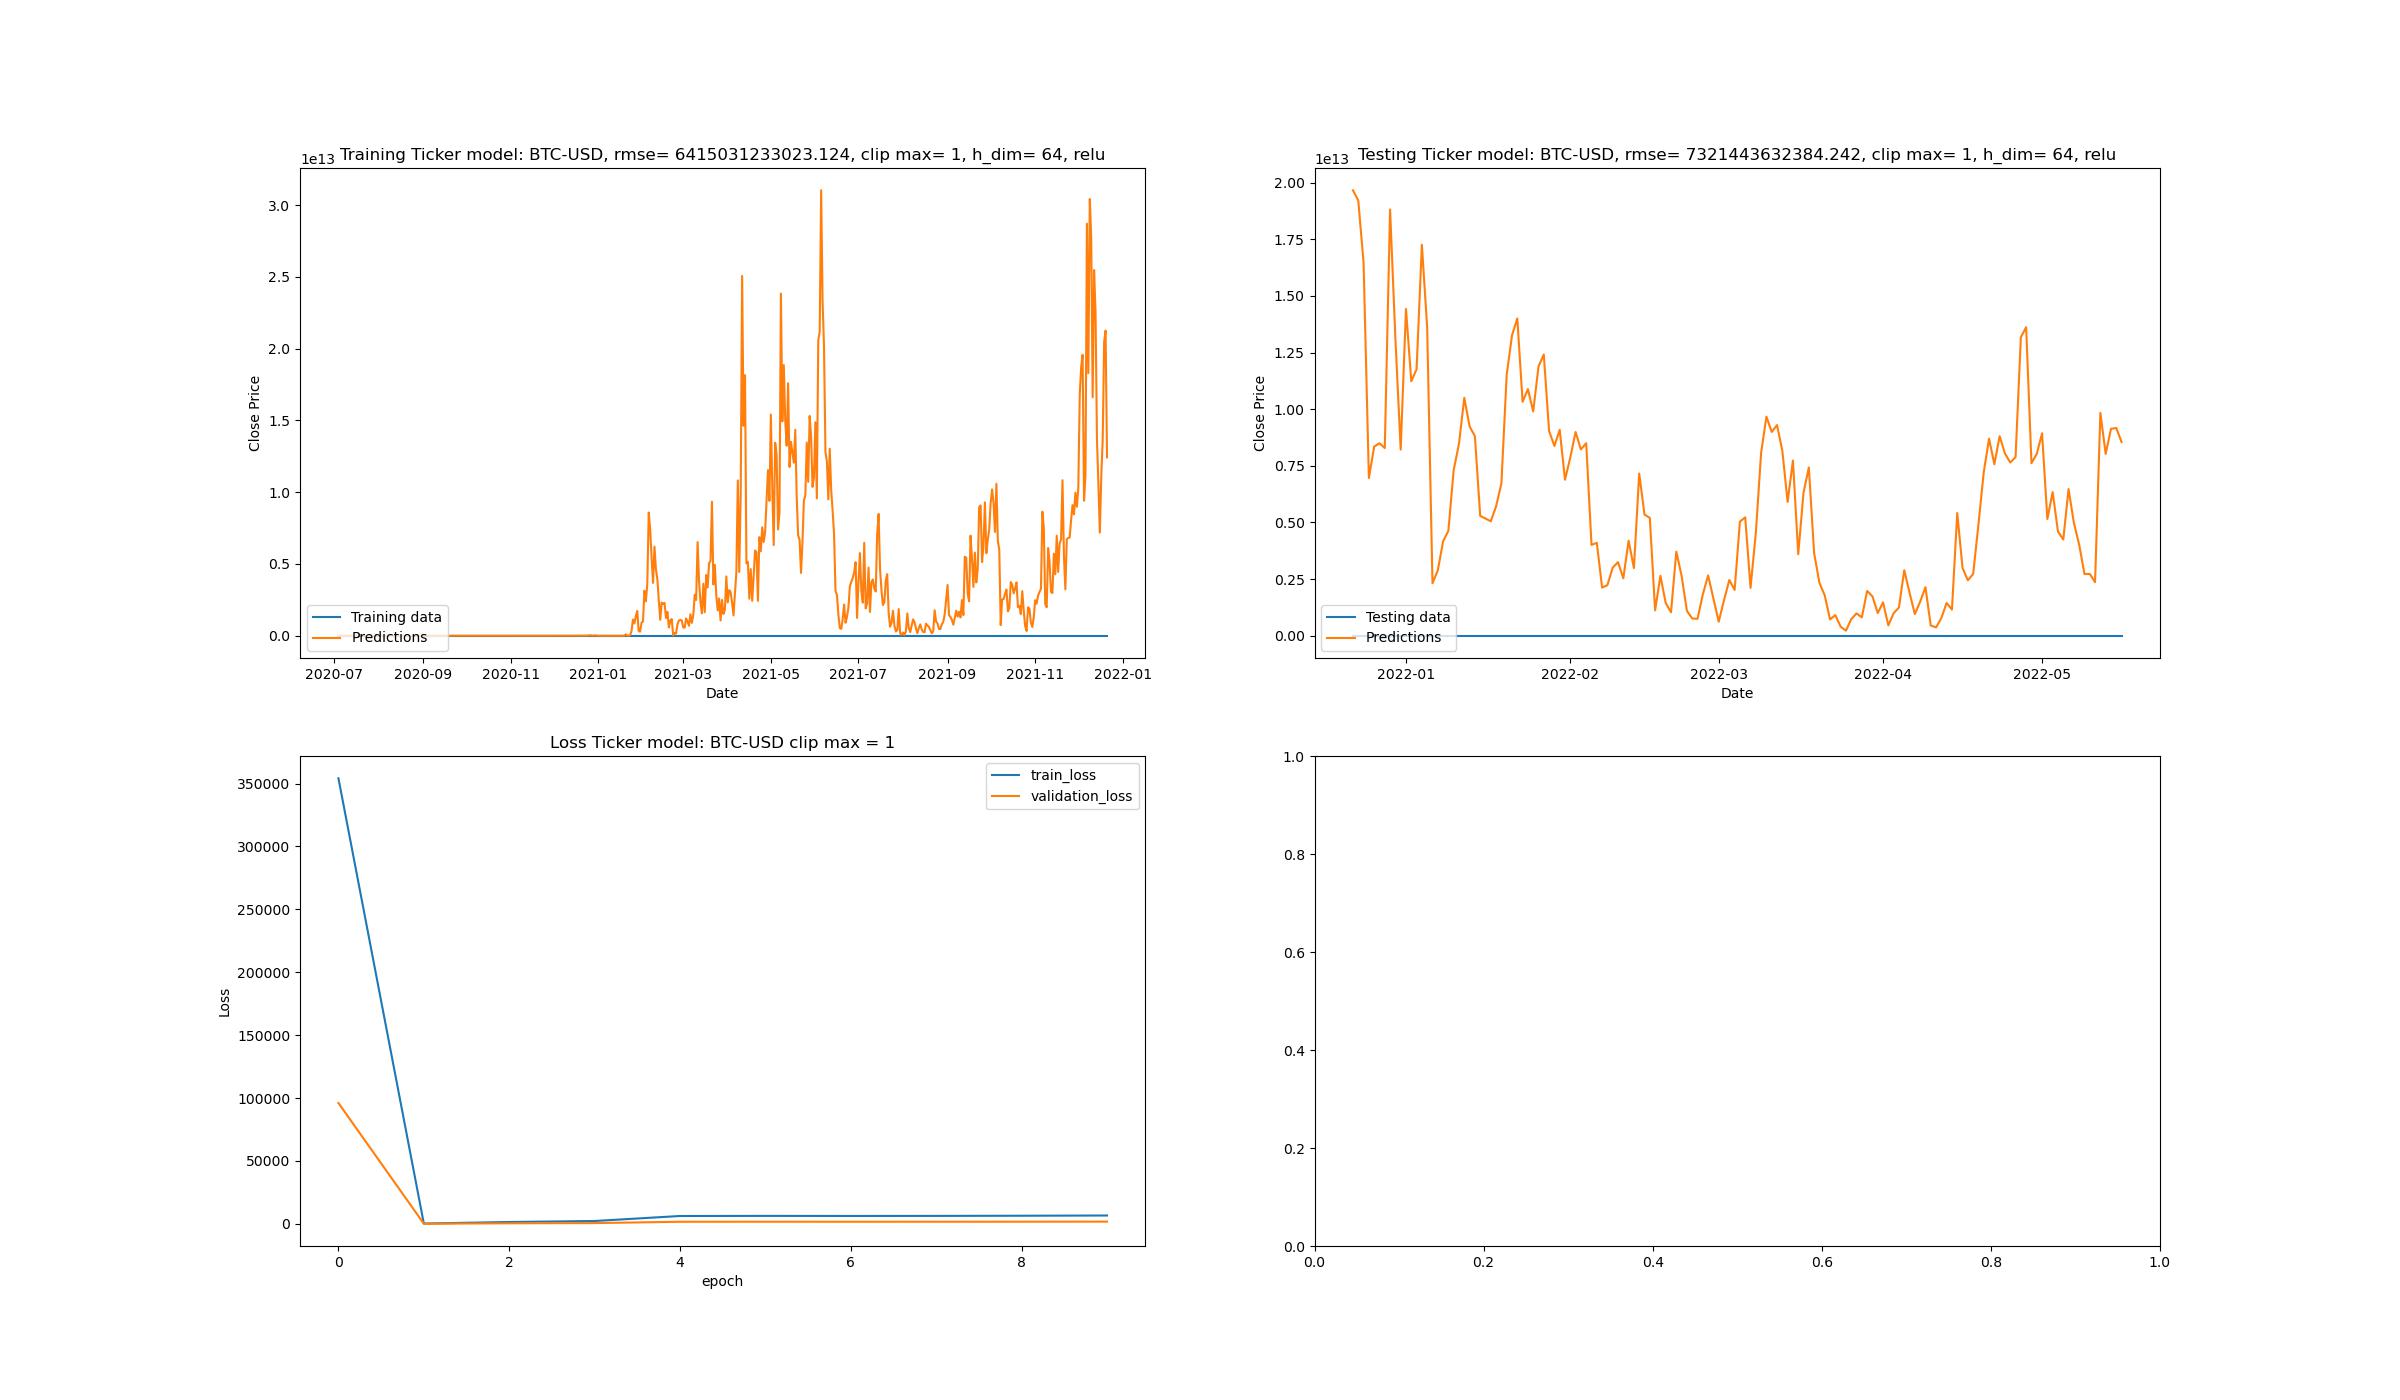 Training Ticker model: BTC-USD, rmse= 6415031233023.124, clip max= 1, h_dim= 64, relu
1e13
3.0
2.5
2.0
1.5
1.0
0.5
0.0
Close Price
Training data
Predictions
2020-07 2020-09 2020-11 2021-01 2021-03 2021-05 2021-07 2021-09 2021-11 2022-01
Date
Testing Ticker model: BTC-USD, rmse= 7321443632384.242, clip max= 1, h_dim= 64, relu
1e13
2.00
1.75
1.50
1.25
1.00
0.75
0.50
0.25
0.00
Close Price
Testing data
Predictions
2022-01 2022-02 2022-03 2022-04 2022-05
Date
Loss Ticker model: BTC-USD clip max = 1
350000
300000
250000
200000
150000
100000
50000
0
Loss
train_loss
validation_loss
0 2 4 6 8
epoch
1.0
0.8
0.6
0.4
0.2
0.0
0.0 0.2 0.4 0.6 0.8 1.0